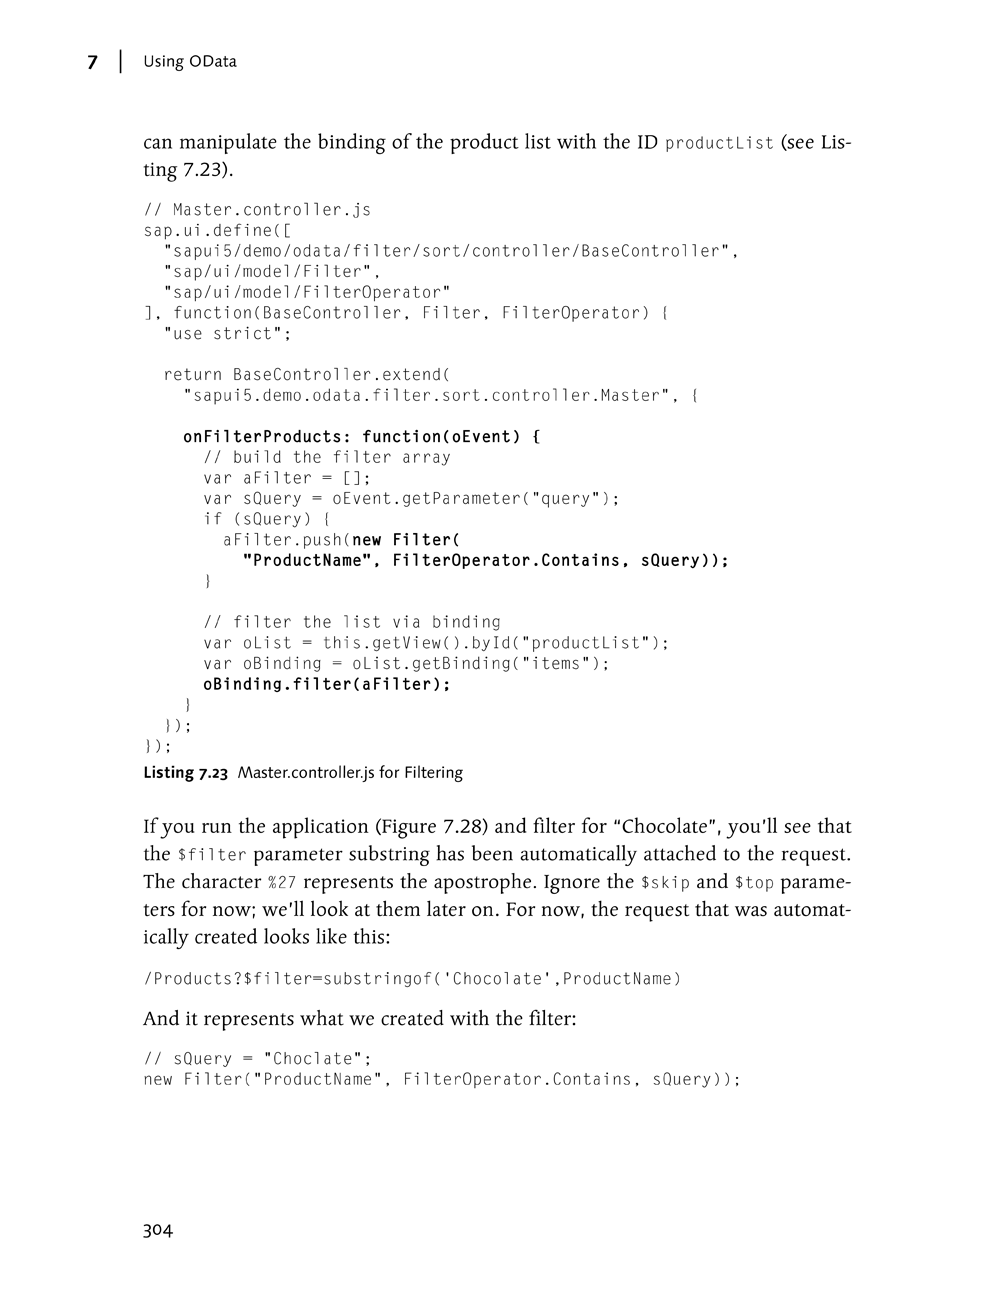 7 | Using OData
can manipulate the binding of the product list with the ID productList (see Lis-
ting 7.23).
// Master.controller.js
sap.ui.define([
  "sapui5/demo/odata/filter/sort/controller/BaseController",
  "sap/ui/model/Filter",
  "sap/ui/model/FilterOperator"
], function(BaseController, Filter, FilterOperator) {
  "use strict";
  return BaseController.extend(
    "sapui5.demo.odata.filter.sort.controller.Master", {
    onFilterProducts: function(oEvent) {
      // build the filter array
      var aFilter = [];
      var sQuery = oEvent.getParameter("query");
      if (sQuery) {
        aFilter.push(new Filter(
          "ProductName", FilterOperator.Contains, sQuery));
      }
      // filter the list via binding
      var oList = this.getView().byId("productList");
      var oBinding = oList.getBinding("items");
      oBinding.filter(aFilter);
    }
  });
});
Listing 7.23 Master.controller.js for Filtering
If you run the application (Figure 7.28) and filter for “Chocolate”, you’ll see that
the $filter parameter substring has been automatically attached to the request.
The character %27 represents the apostrophe. Ignore the $skip and $top parame-
ters for now; we’ll look at them later on. For now, the request that was automat-
ically created looks like this:
/Products?$filter=substringof('Chocolate',ProductName)
And it represents what we created with the filter:
// sQuery = "Choclate";
new Filter("ProductName", FilterOperator.Contains, sQuery));
304